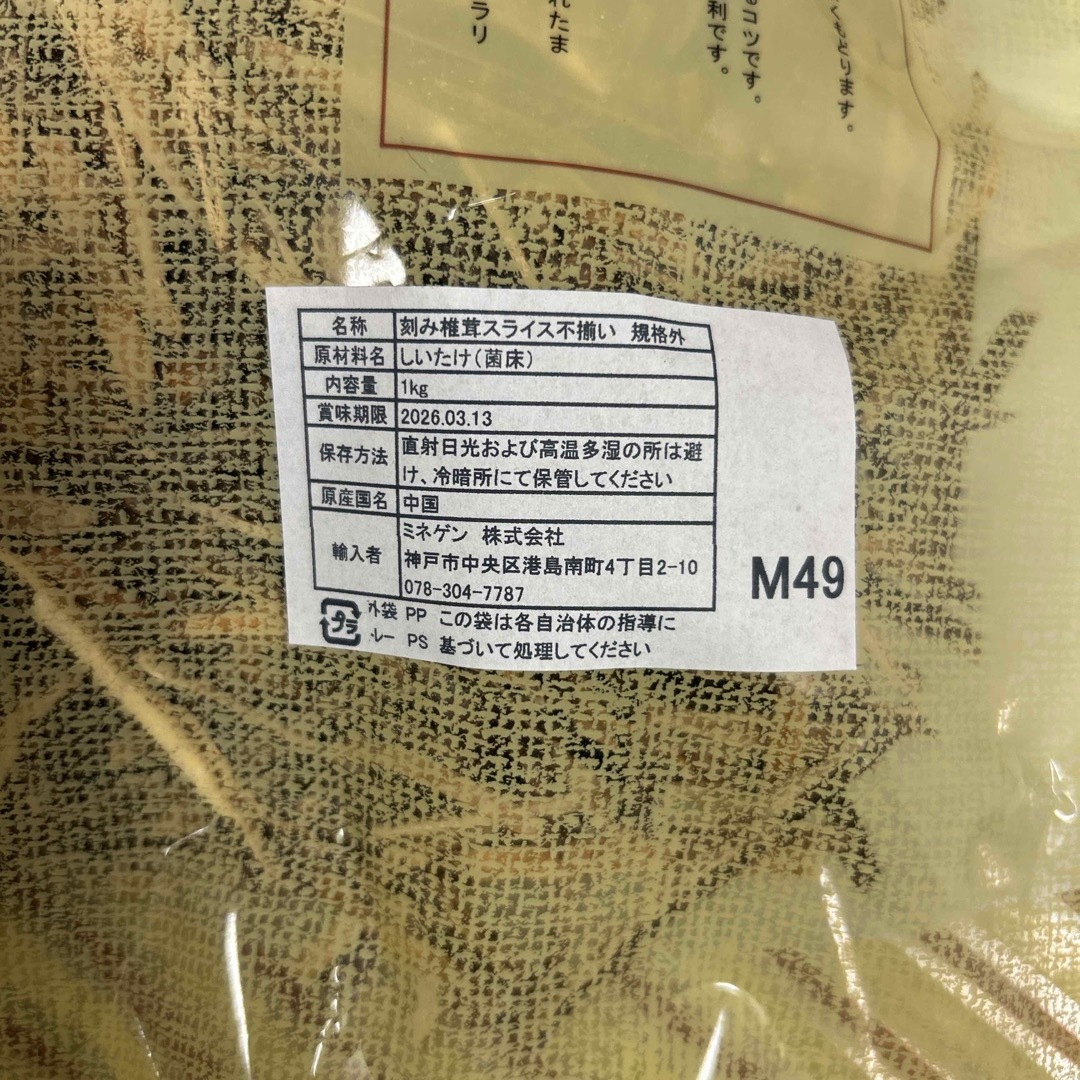 ります。
コツです。
利です。
れたま
ラリ
名称 刻み椎茸スライス不揃い 規格外
原材料名 しいたけ(菌床)
内容量 1kg
賞味期限 2026.03.13
保存方法 直射日光および高温多湿の所は避
け、冷暗所にて保管してください
原産国名 中国
輸入者 ミネゲン 株式会社
神戸市中央区港島南町4丁目2-10
078-304-7787
M49
プラ 外袋 PP この袋は各自治体の指導に
レー PS 基づいて処理してください